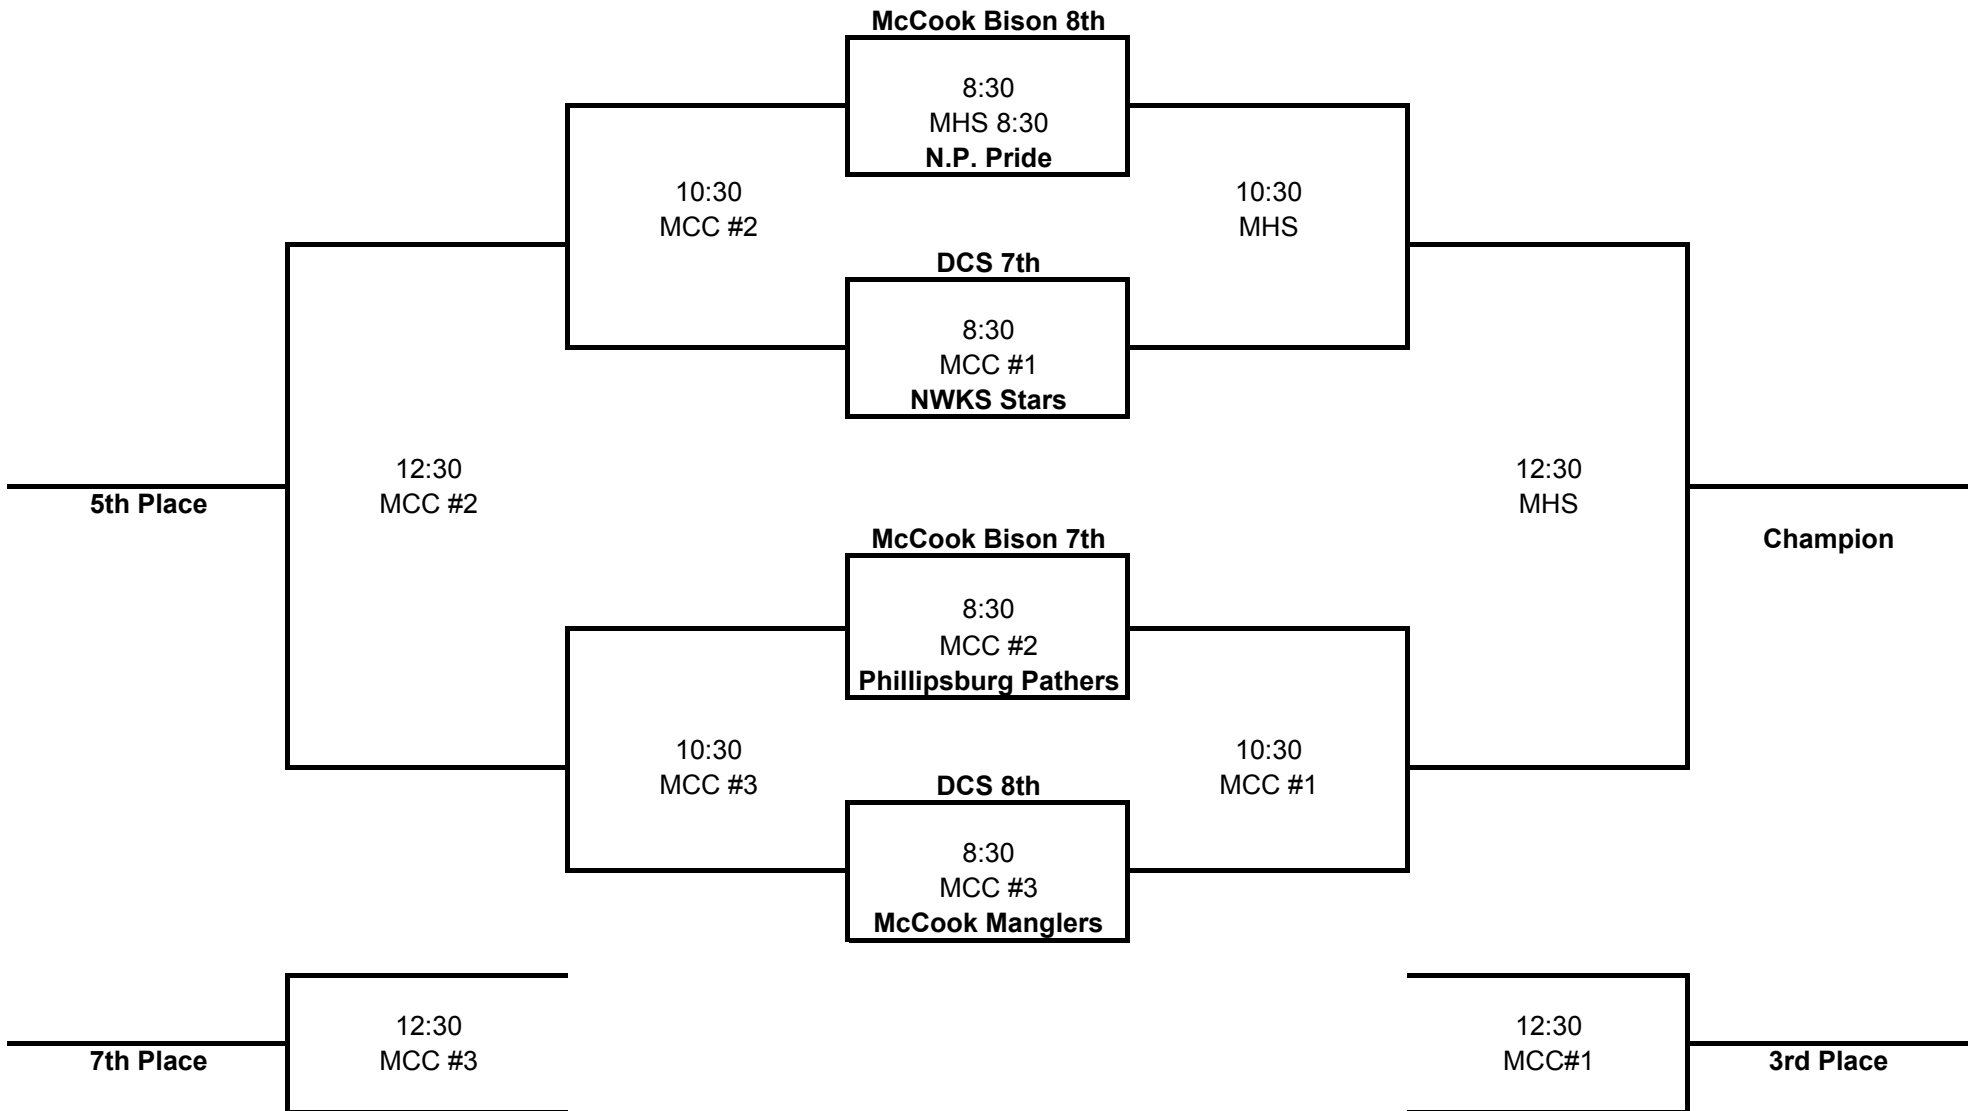 McCook Bison 8th
8:30
MHS 8:30
N.P. Pride
10:30
MCC #2
10:30
MHS
DCS 7th
8:30
MCC #1
NWKS Stars
12:30
MCC #2
5th Place
12:30
MHS
Champion
McCook Bison 7th
8:30
MCC #2
Phillipsburg Pathers
10:30
MCC #3
10:30
MCC #1
DCS 8th
8:30
MCC #3
McCook Manglers
12:30
MCC #3
7th Place
12:30
MCC#1
3rd Place